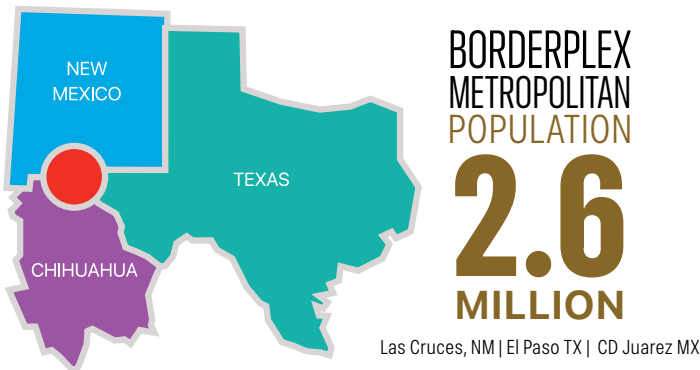 NEW
MEXICO
TEXAS
CHIHUAHUA
BORDERPLEX
METROPOLITAN
POPULATION
2.6
MILLION
Las Cruces, NM | El Paso TX | CD Juarez MX